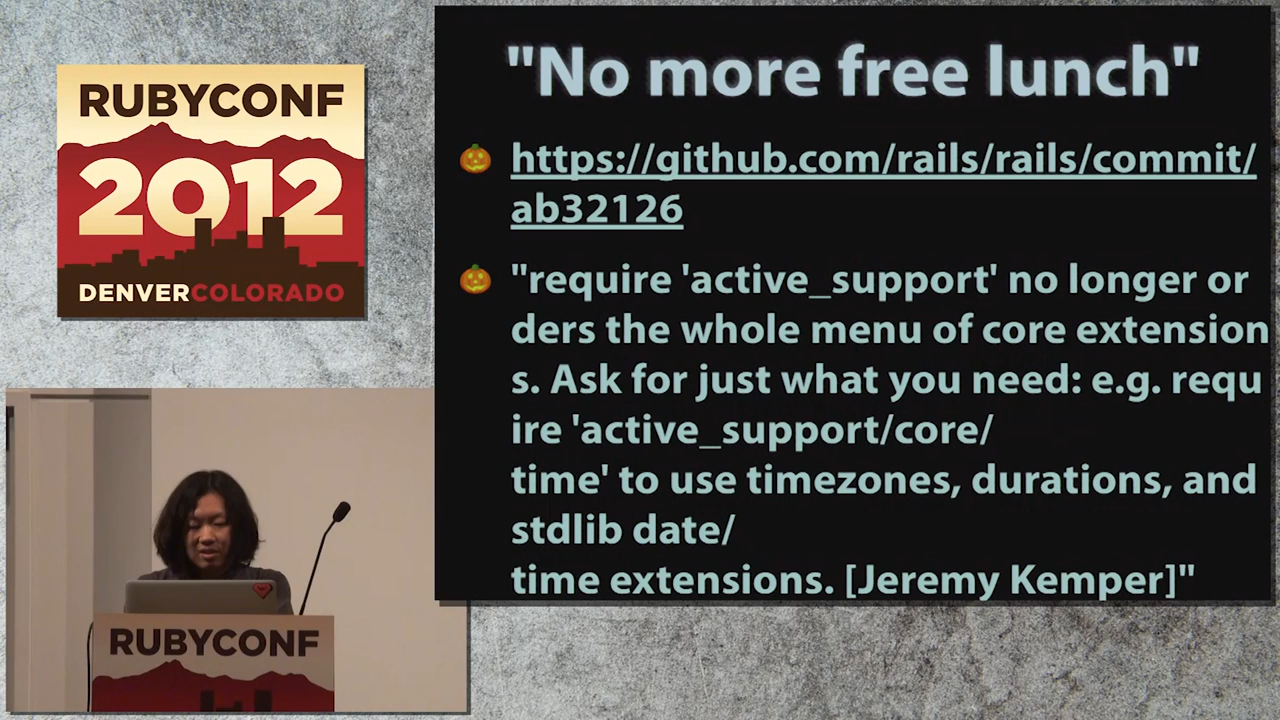 RUBYCONF
2012
DENVERCOLORADO
"No more free lunch"
https://github.com/rails/rails/commit/
ab32126
"require 'active_support' no longer or
ders the whole menu of core extension
s. Ask for just what you need: e.g. requ
ire 'active_support/core/
time' to use timezones, durations, and
stdlib date/
time extensions. [Jeremy Kemper]"
RUBYCONF